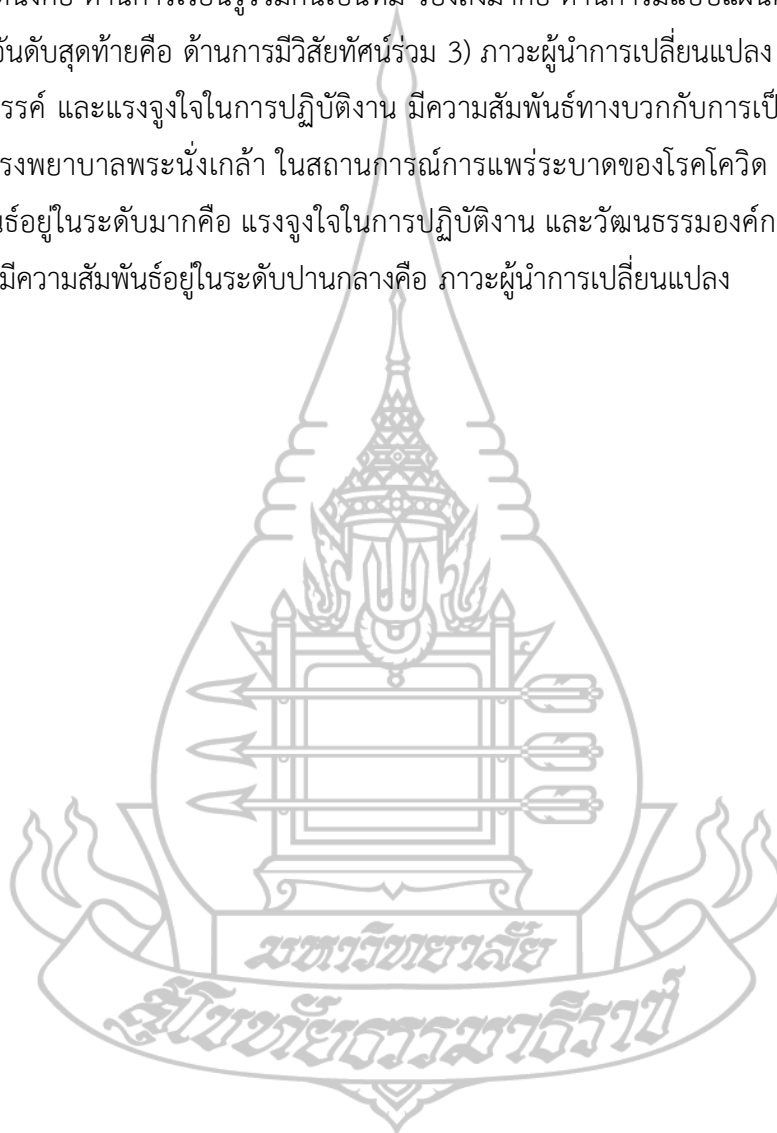 ด้านการเรียนรู้ร่วมกันเป็นทีม รองลงมาคือ ด้านการมีแบบแผน
อันดับสุดท้ายคือ ด้านการมีวิสัยทัศน์ร่วม 3) ภาวะผู้นำการเปลี่ยนแปลง
รรค์ และแรงจูงใจในการปฏิบัติงาน มีความสัมพันธ์ทางบวกกับการเป็
รงพยาบาลพระนั่งเกล้า ในสถานการณ์การแพร่ระบาดของโรคโควิด
นธ์อยู่ในระดับมากคือ แรงจูงใจในการปฏิบัติงาน และวัฒนธรรมองค์ก
มีความสัมพันธ์อยู่ในระดับปานกลางคือ ภาวะผู้นำการเปลี่ยนแปลง
มหาวิทยาลัย
สุโขทัยธรรมาธิราช